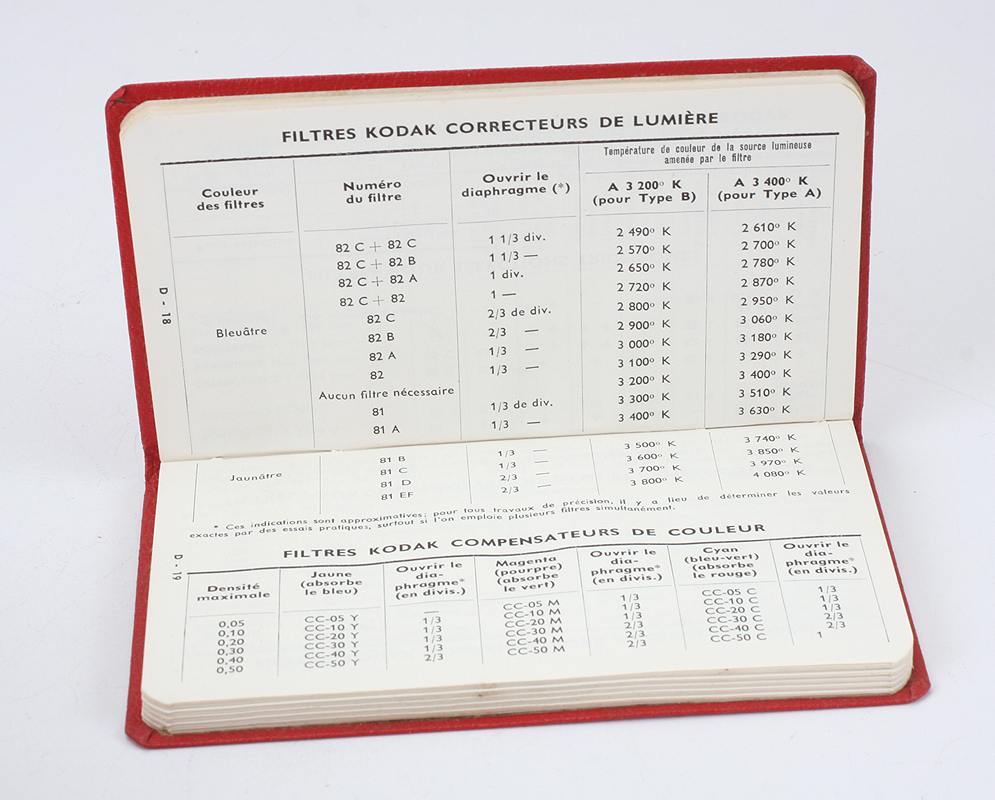 FILTRES KODAK CORRECTEURS DE LUMIÈRE
Couleur des filtres | Numéro du filtre | Ouvrir le diaphragme (*) | Température de couleur de la source lumineuse amenée par le filtre
A 3 200° K (pour Type B) | A 3 400° K (pour Type A)
82 C + 82 C | 1 1/3 div. | 2 490° K | 2 610° K
82 C + 82 B | 1 1/3 — | 2 570° K | 2 700° K
82 C + 82 A | 1 div. | 2 650° K | 2 780° K
82 C + 82 | 1 — | 2 720° K | 2 870° K
82 C | 2/3 de div. | 2 800° K | 2 950° K
Bleuâtre | 82 B | 2/3 — | 2 900° K | 3 060° K
82 A | 1/3 — | 3 000° K | 3 180° K
82 | 1/3 — | 3 100° K | 3 290° K
Aucun filtre nécessaire | 3 200° K | 3 400° K
81 | 1/3 de div. | 3 300° K | 3 510° K
81 A | 1/3 — | 3 400° K | 3 630° K
D - 18
81 B | 1/3 — | 3 500° K | 3 740° K
Jaunâtre | 81 C | 1/3 — | 3 600° K | 3 850° K
81 D | 2/3 — | 3 700° K | 3 970° K
81 EF | 2/3 — | 3 800° K | 4 080° K
* Ces indications sont approximatives; pour tous travaux de précision, il y a lieu de déterminer les valeurs
exactes par des essais pratiques, surtout si l'on emploie plusieurs filtres simultanément.
FILTRES KODAK COMPENSATEURS DE COULEUR
Densité maximale | Jaune (absorbe le bleu) | Ouvrir le dia-phragme* (en divis.) | Magenta (pourpre) (absorbe le vert) | Ouvrir le dia-phragme* (en divis.) | Cyan (bleu-vert) (absorbe le rouge) | Ouvrir le dia-phragme* (en divis.)
0,05 | CC-05 Y | — | CC-05 M | 1/3 | CC-05 C | 1/3
0,10 | CC-10 Y | 1/3 | CC-10 M | 1/3 | CC-10 C | 1/3
0,20 | CC-20 Y | 1/3 | CC-20 M | 1/3 | CC-20 C | 1/3
0,30 | CC-30 Y | 1/3 | CC-30 M | 2/3 | CC-30 C | 2/3
0,40 | CC-40 Y | 1/3 | CC-40 M | 2/3 | CC-40 C | 2/3
0,50 | CC-50 Y | 2/3 | CC-50 M | 2/3 | CC-50 C | 1
D - 19